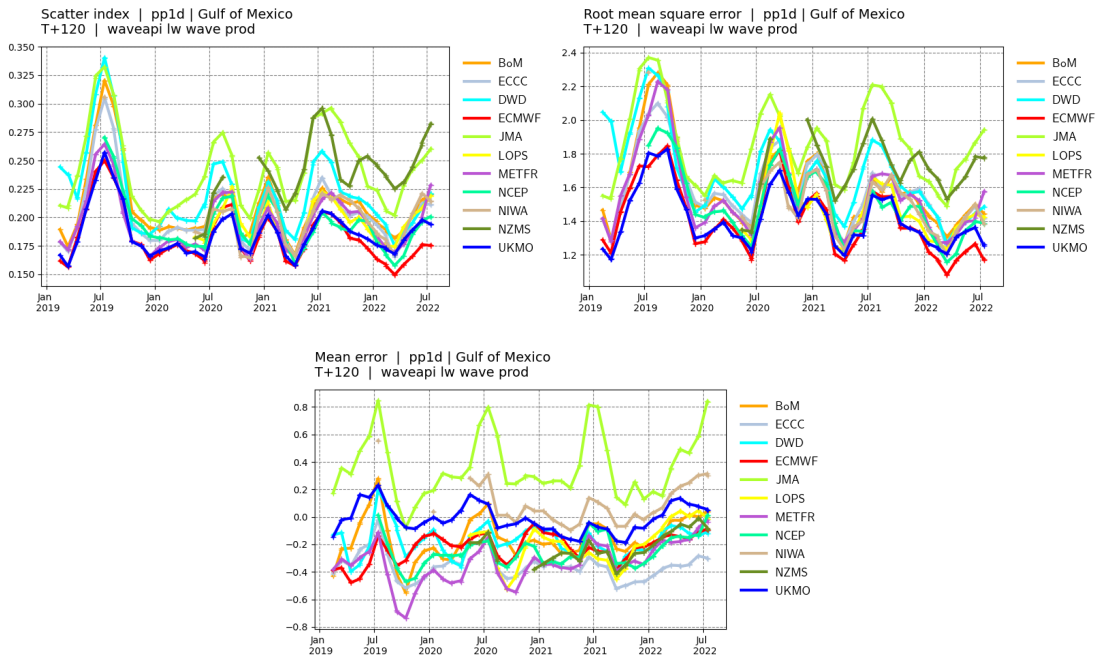 Scatter index | pp1d | Gulf of Mexico
T+120 | waveapi lw wave prod
0.350
0.325
0.300
0.275
0.250
0.225
0.200
0.175
0.150
Jan 2019
Jul 2019
Jan 2020
Jul 2020
Jan 2021
Jul 2021
Jan 2022
Jul 2022
BoM
ECCC
DWD
ECMWF
JMA
LOPS
METFR
NCEP
NIWA
NZMS
UKMO
Root mean square error | pp1d | Gulf of Mexico
T+120 | waveapi lw wave prod
2.4
2.2
2.0
1.8
1.6
1.4
1.2
Jan 2019
Jul 2019
Jan 2020
Jul 2020
Jan 2021
Jul 2021
Jan 2022
Jul 2022
BoM
ECCC
DWD
ECMWF
JMA
LOPS
METFR
NCEP
NIWA
NZMS
UKMO
Mean error | pp1d | Gulf of Mexico
T+120 | waveapi lw wave prod
0.8
0.6
0.4
0.2
0.0
−0.2
−0.4
−0.6
−0.8
Jan 2019
Jul 2019
Jan 2020
Jul 2020
Jan 2021
Jul 2021
Jan 2022
Jul 2022
BoM
ECCC
DWD
ECMWF
JMA
LOPS
METFR
NCEP
NIWA
NZMS
UKMO